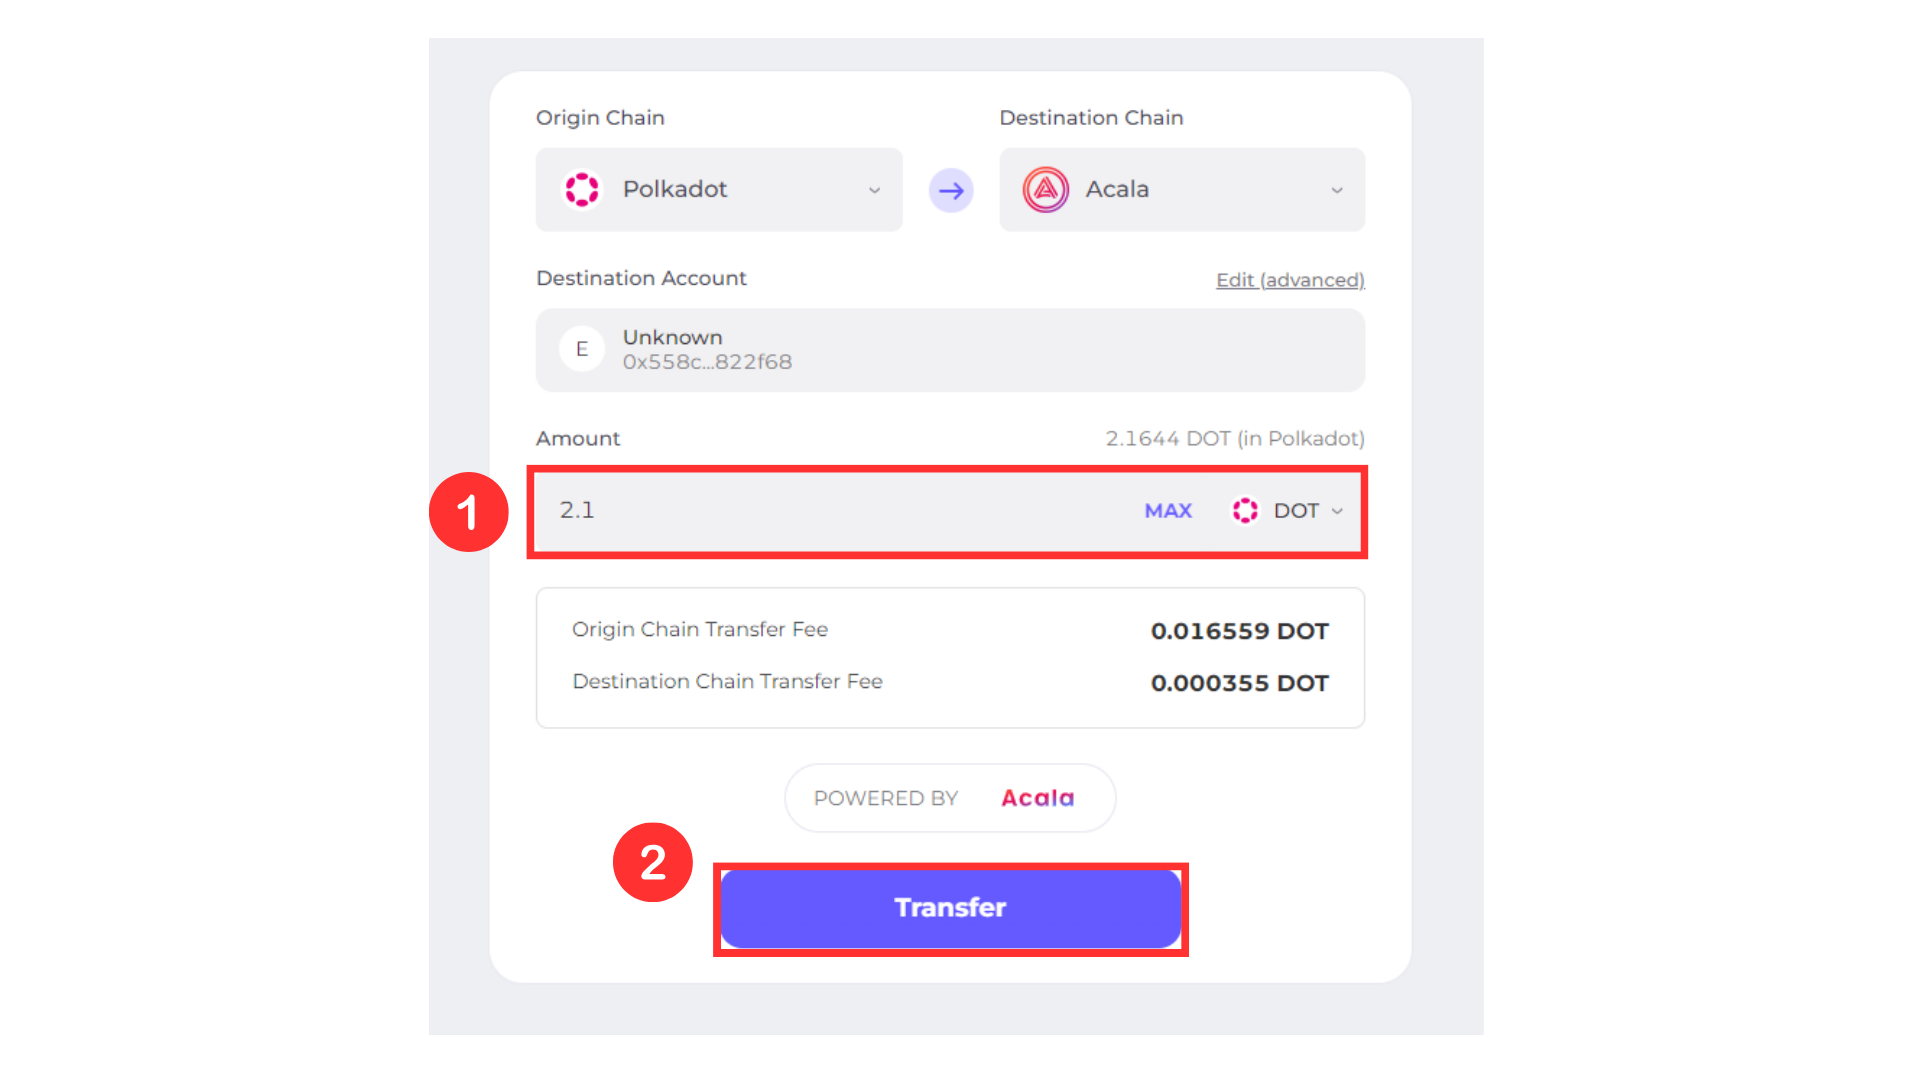 Origin Chain
Destination Chain
Polkadot
Acala
Destination Account
Edit (advanced)
E
Unknown
0x558c...822f68
Amount
2.1644 DOT (in Polkadot)
1
2.1
MAX
DOT
Origin Chain Transfer Fee
0.016559 DOT
Destination Chain Transfer Fee
0.000355 DOT
POWERED BY
Acala
2
Transfer